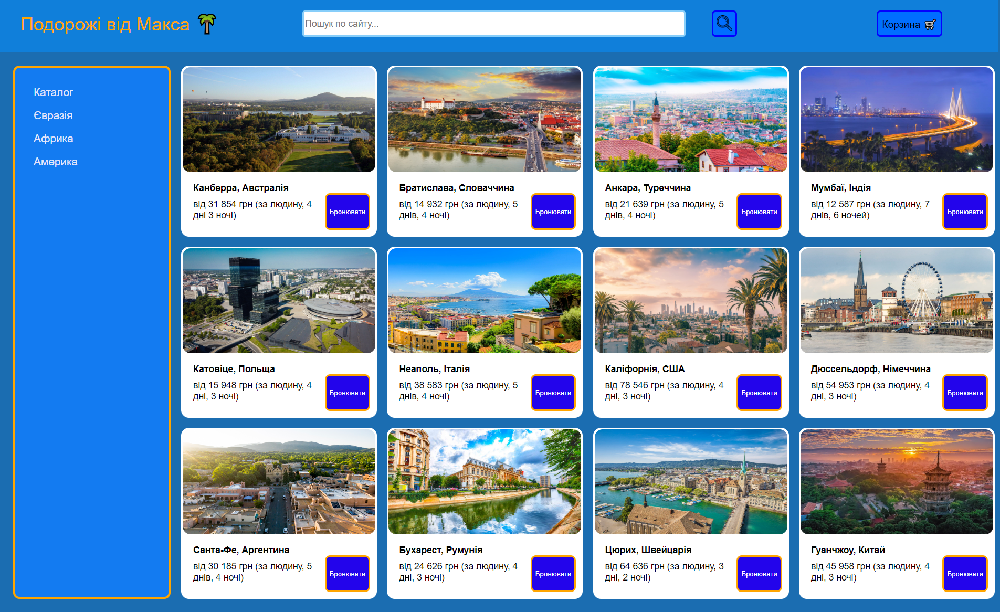 Подорожі від Макса
Пошук по сайту...
Корзина
Каталог
Євразія
Африка
Америка
Канберра, Австралія
від 31 854 грн (за людину, 4
дні 3 ночі)
Бронювати
Братислава, Словаччина
від 14 932 грн (за людину, 5
днів, 4 ночі)
Бронювати
Анкара, Туреччина
від 21 639 грн (за людину, 5
днів, 4 ночі)
Бронювати
Мумбаї, Індія
від 12 587 грн (за людину, 7
днів, 6 ночей)
Бронювати
Катовіце, Польща
від 15 948 грн (за людину, 4
дні, 3 ночі)
Бронювати
Неаполь, Італія
від 38 583 грн (за людину, 5
днів, 4 ночі)
Бронювати
Каліфорнія, США
від 78 546 грн (за людину, 4
дні, 3 ночі)
Бронювати
Дюссельдорф, Німеччина
від 54 953 грн (за людину, 4
дні, 3 ночі)
Бронювати
Санта-Фе, Аргентина
від 30 185 грн (за людину, 5
днів, 4 ночі)
Бронювати
Бухарест, Румунія
від 24 626 грн (за людину, 4
дні, 3 ночі)
Бронювати
Цюрих, Швейцарія
від 64 636 грн (за людину, 3
дні, 2 ночі)
Бронювати
Гуанчжоу, Китай
від 45 958 грн (за людину, 4
дні, 3 ночі)
Бронювати